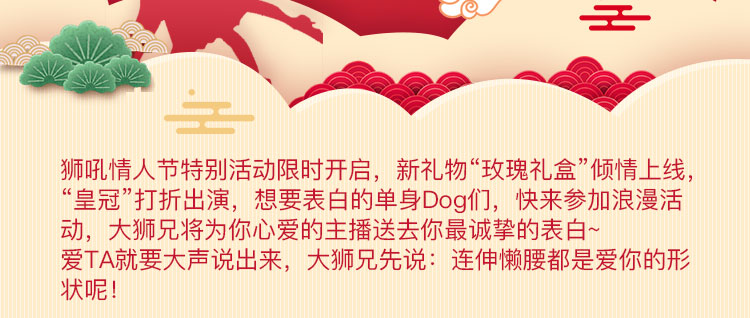 狮吼情人节特别活动限时开启，新礼物“玫瑰礼盒”倾情上线，
“皇冠”打折出演，想要表白的单身Dog们，快来参加浪漫活
动，大狮兄将为你心爱的主播送去你最诚挚的表白~
爱TA就要大声说出来，大狮兄先说：连伸懒腰都是爱你的形
状呢！